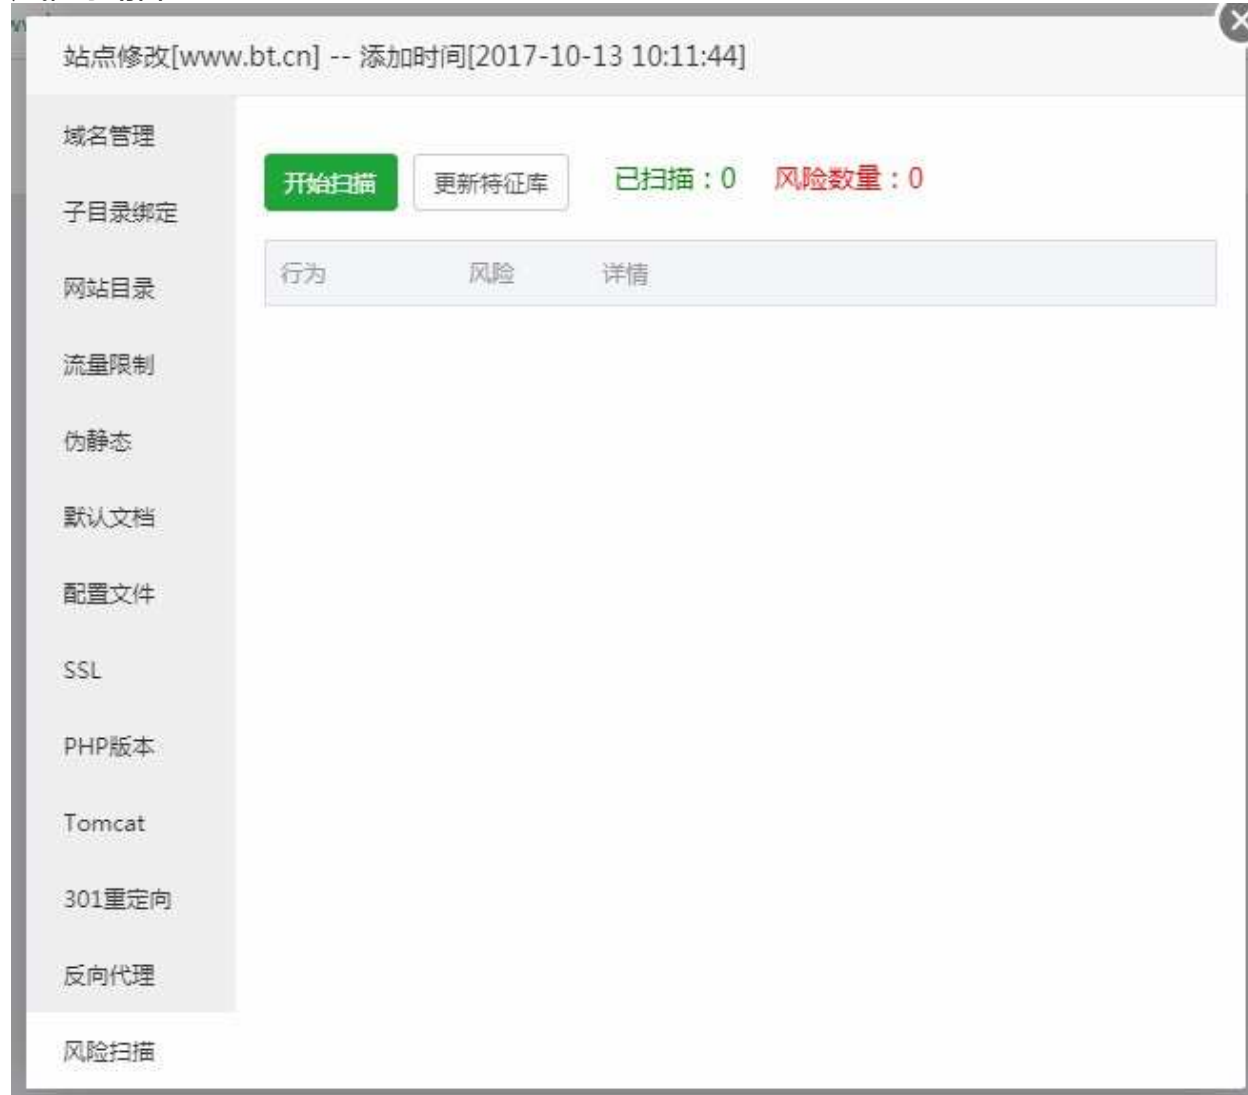 站点修改[www.bt.cn] -- 添加时间[2017-10-13 10:11:44]
域名管理
子目录绑定
网站目录
流量限制
伪静态
默认文档
配置文件
SSL
PHP版本
Tomcat
301重定向
反向代理
风险扫描
开始扫描 更新特征库 已扫描：0 风险数量：0
行为 风险 详情